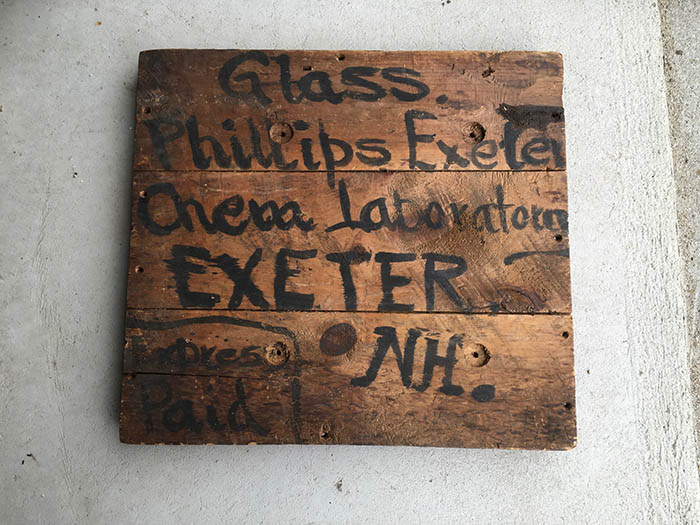 Glass.
Phillips Exeter
Chem Laboratory
EXETER
NH.
Express
Paid